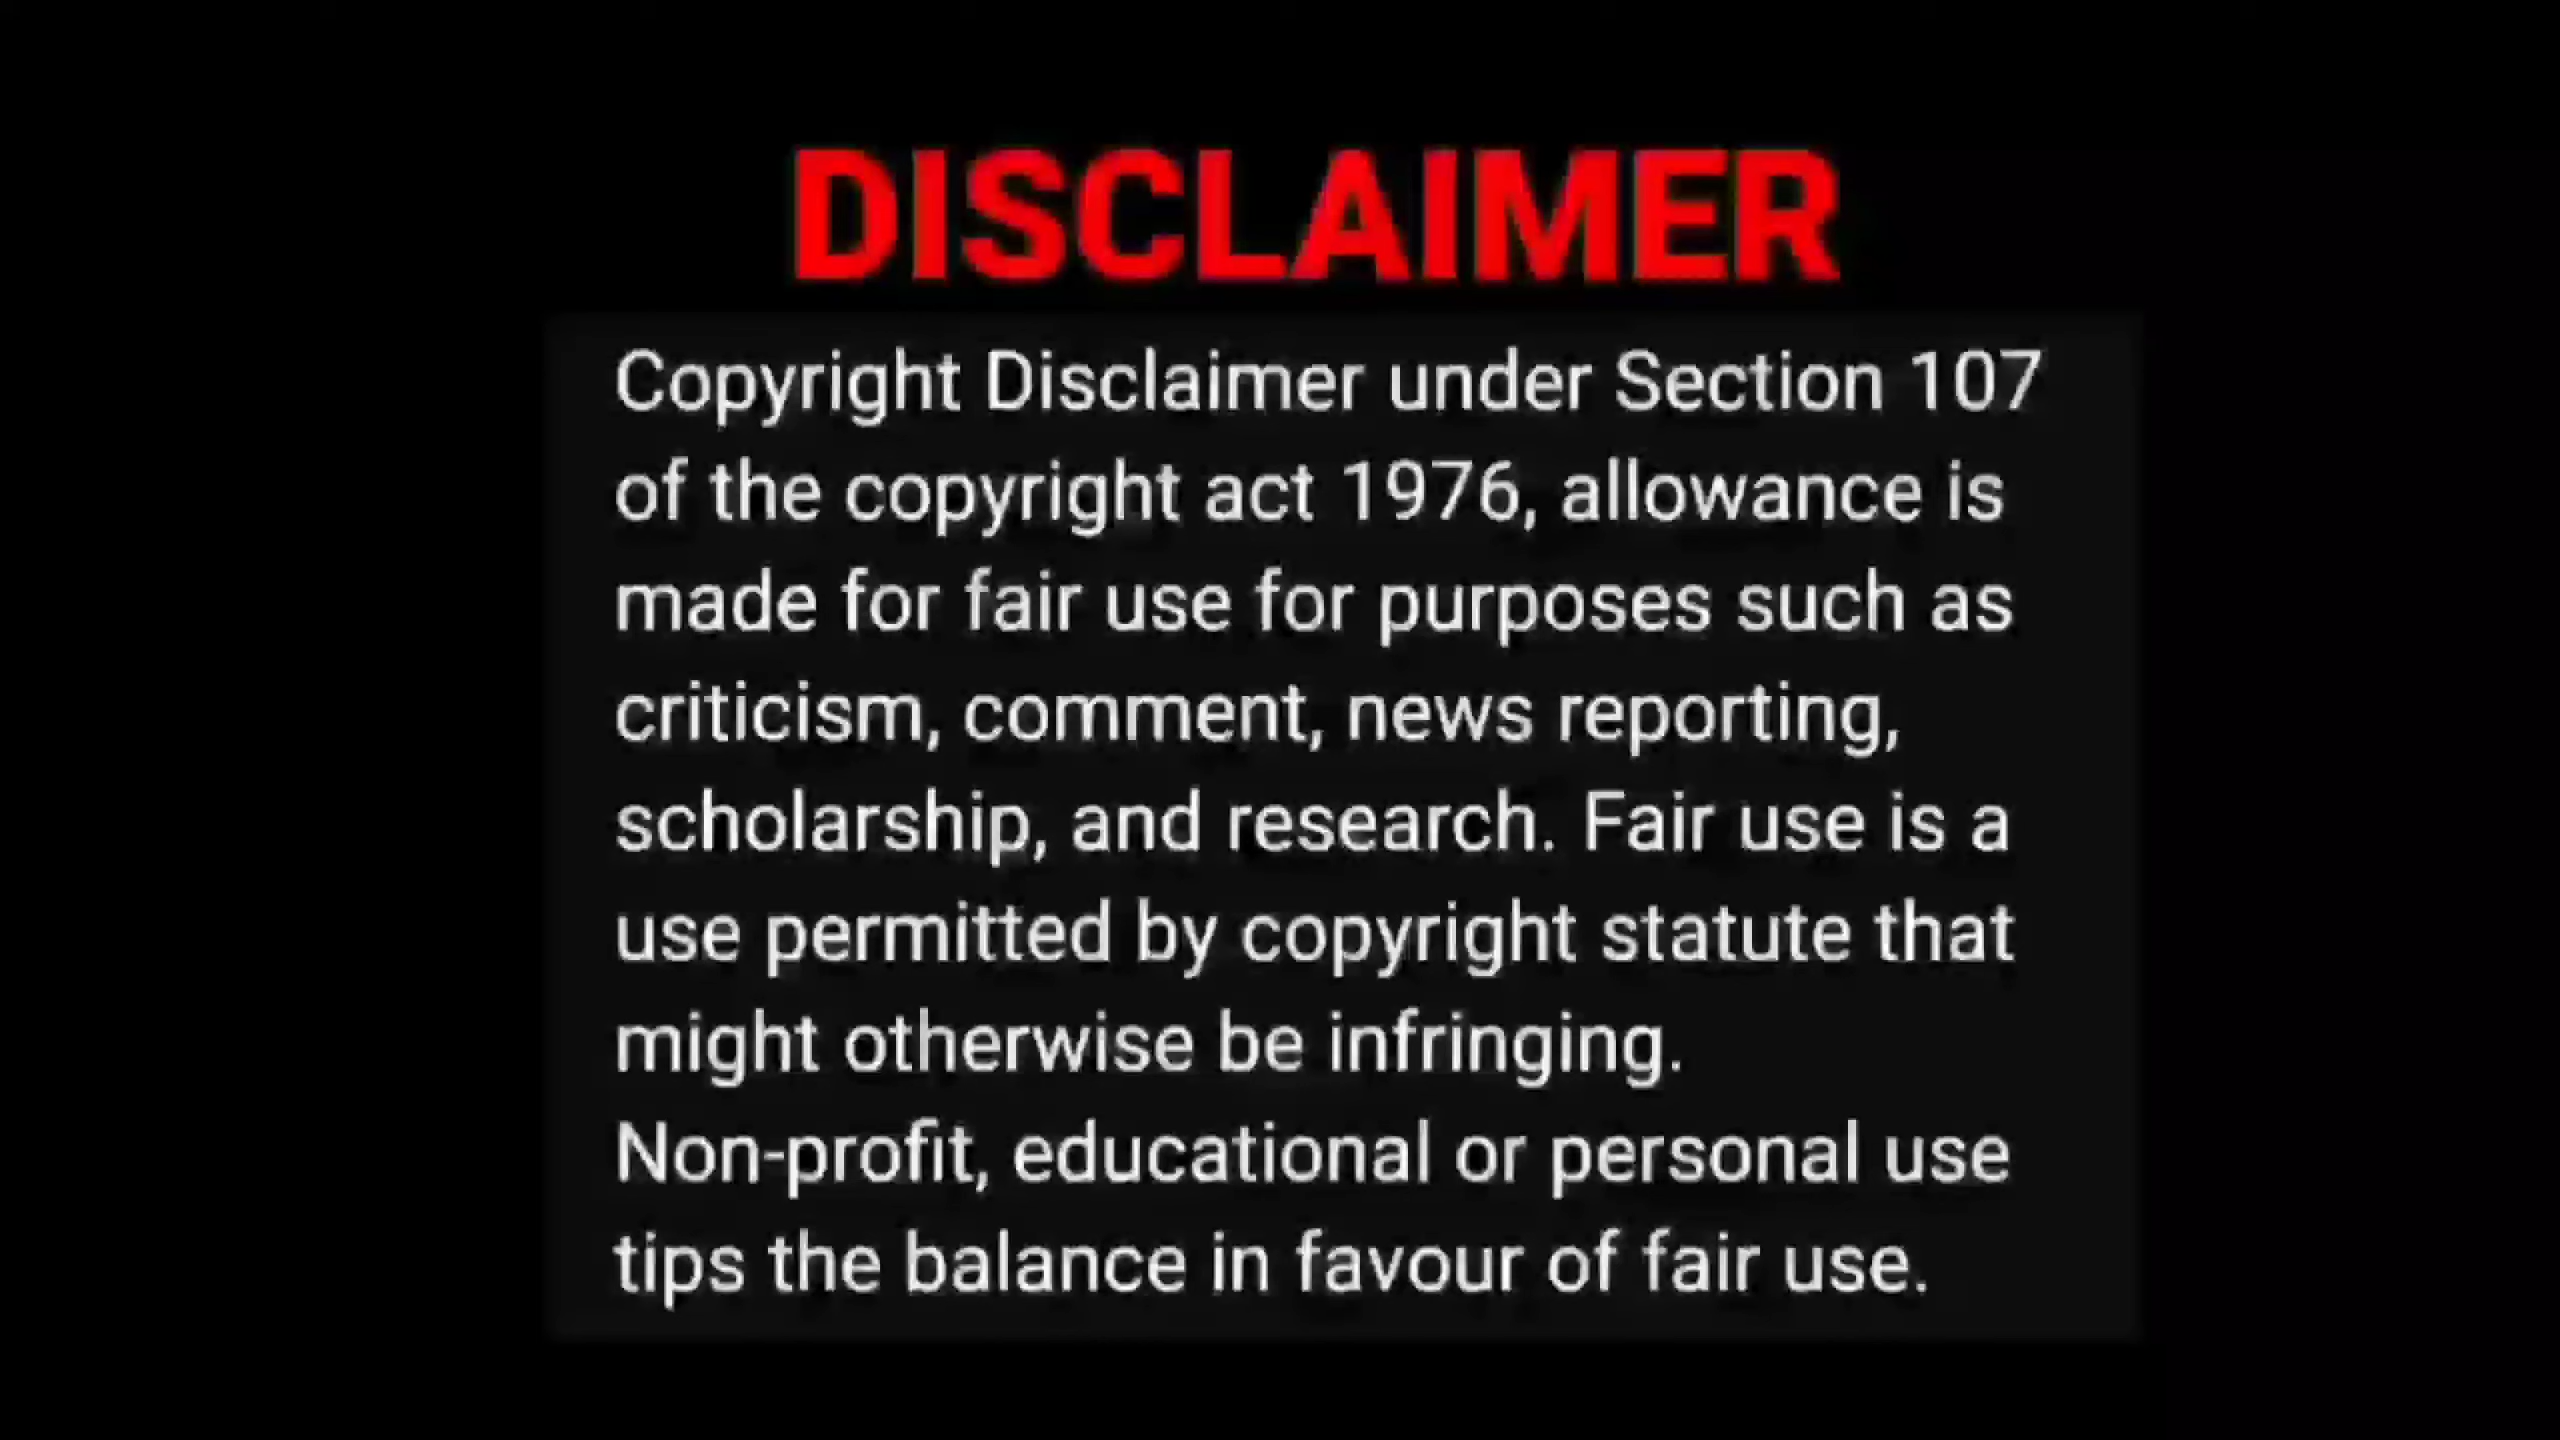 DISCLAIMER
Copyright Disclaimer under Section 107
of the copyright act 1976, allowance is
made for fair use for purposes such as
criticism, comment, news reporting,
scholarship, and research. Fair use is a
use permitted by copyright statute that
might otherwise be infringing.
Non-profit, educational or personal use
tips the balance in favour of fair use.